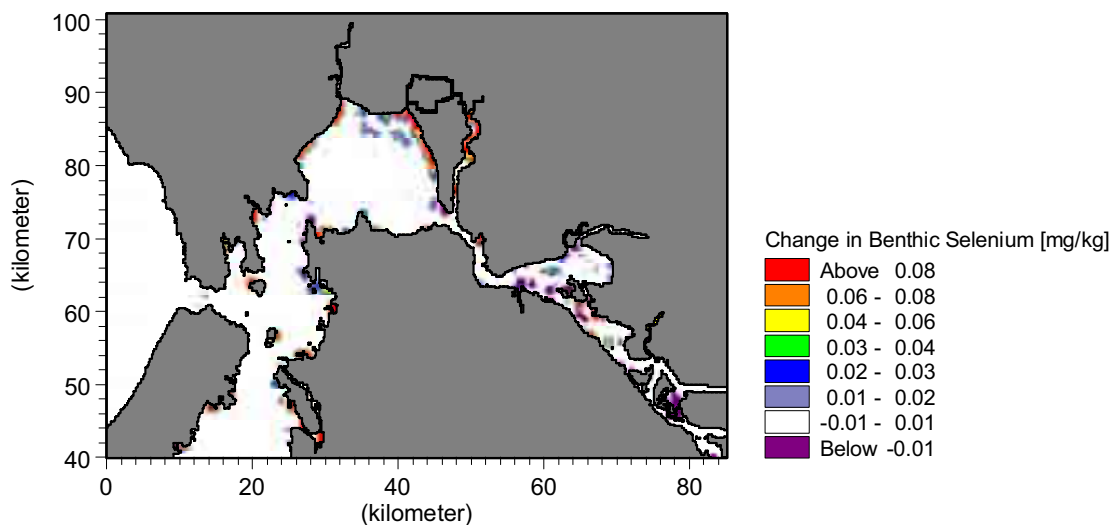 100
90
80
70
60
50
40
(kilometer)
0 20 40 60 80
(kilometer)
Change in Benthic Selenium [mg/kg]
Above 0.08
0.06 - 0.08
0.04 - 0.06
0.03 - 0.04
0.02 - 0.03
0.01 - 0.02
-0.01 - 0.01
Below -0.01